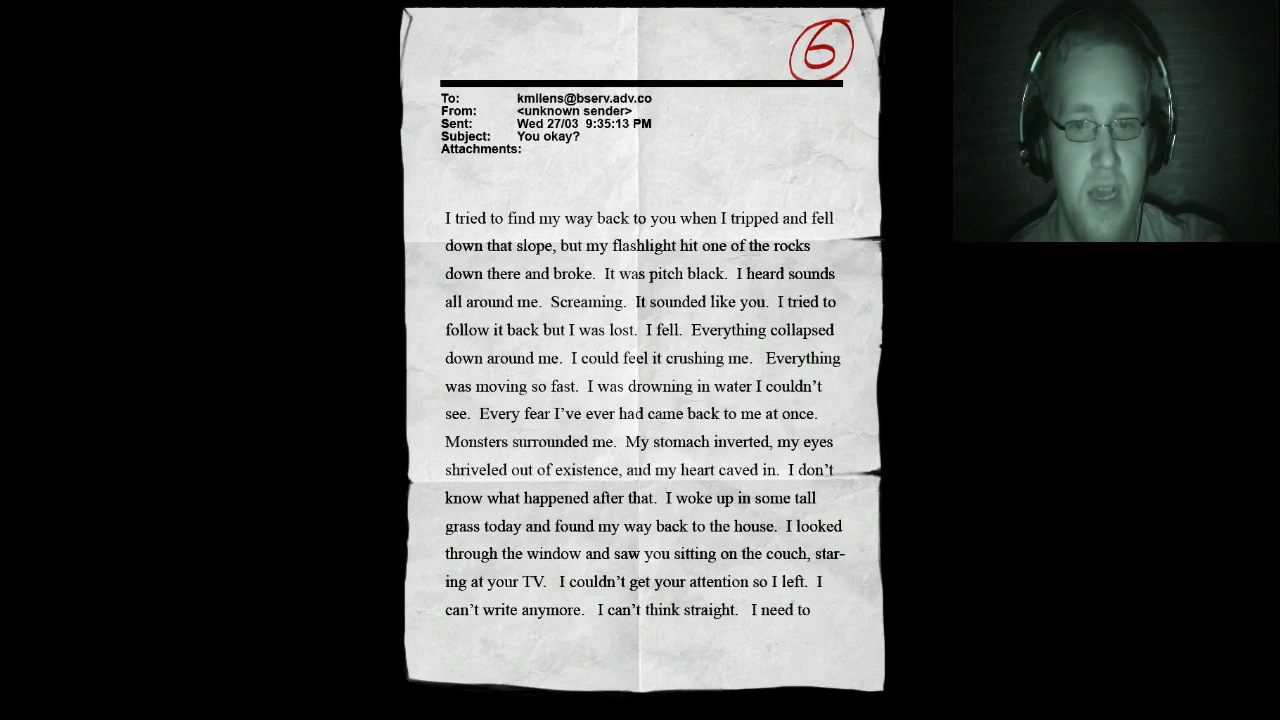 6
To: kmllens@bserv.adv.co
From: <unknown sender>
Sent: Wed 27/03 9:35:13 PM
Subject: You okay?
Attachments:
I tried to find my way back to you when I tripped and fell
down that slope, but my flashlight hit one of the rocks
down there and broke. It was pitch black. I heard sounds
all around me. Screaming. It sounded like you. I tried to
follow it back but I was lost. I fell. Everything collapsed
down around me. I could feel it crushing me. Everything
was moving so fast. I was drowning in water I couldn’t
see. Every fear I’ve ever had came back to me at once.
Monsters surrounded me. My stomach inverted, my eyes
shriveled out of existence, and my heart caved in. I don’t
know what happened after that. I woke up in some tall
grass today and found my way back to the house. I looked
through the window and saw you sitting on the couch, star-
ing at your TV. I couldn’t get your attention so I left. I
can’t write anymore. I can’t think straight. I need to